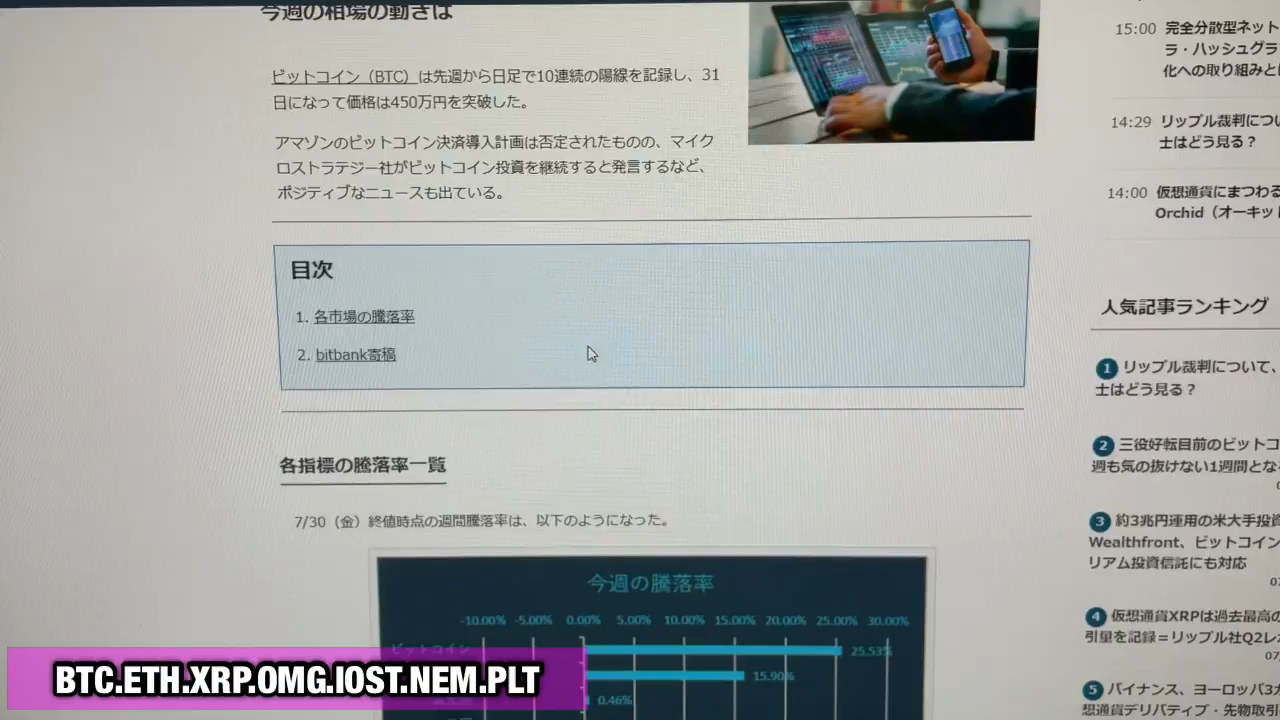 今週の相場の動きは
ビットコイン（BTC）は先週から日足で10連続の陽線を記録し、31
日になって価格は450万円を突破した。
アマゾンのビットコイン決済導入計画は否定されたものの、マイク
ロストラテジー社がビットコイン投資を継続すると発言するなど、
ポジティブなニュースも出ている。
目次
1. 各市場の騰落率
2. bitbank寄稿
各指標の騰落率一覧
7/30（金）終値時点の週間騰落率は、以下のようになった。
今週の騰落率
-10.00% -5.00% 0.00% 5.00% 10.00% 15.00% 20.00% 25.00% 30.00%
ビットコイン 25.53%
15.90%
0.46%
BTC.ETH.XRP.OMG.IOST.NEM.PLT
15:00 完全分散型ネット
ラ・ハッシュグラ
化への取り組みと
14:29 リップル裁判につい
士はどう見る？
14:00 仮想通貨にまつわる
Orchid（オーキッ
人気記事ランキング
1 リップル裁判について、
士はどう見る？
2 三役好転目前のビットコ
週も気の抜けない1週間とな
3 約3兆円運用の米大手投資
Wealthfront、ビットコイン
リアム投資信託にも対応
4 仮想通貨XRPは過去最高の
引量を記録＝リップル社Q2レ
07/
5 バイナンス、ヨーロッパ3カ
想通貨デリバティブ・先物取引